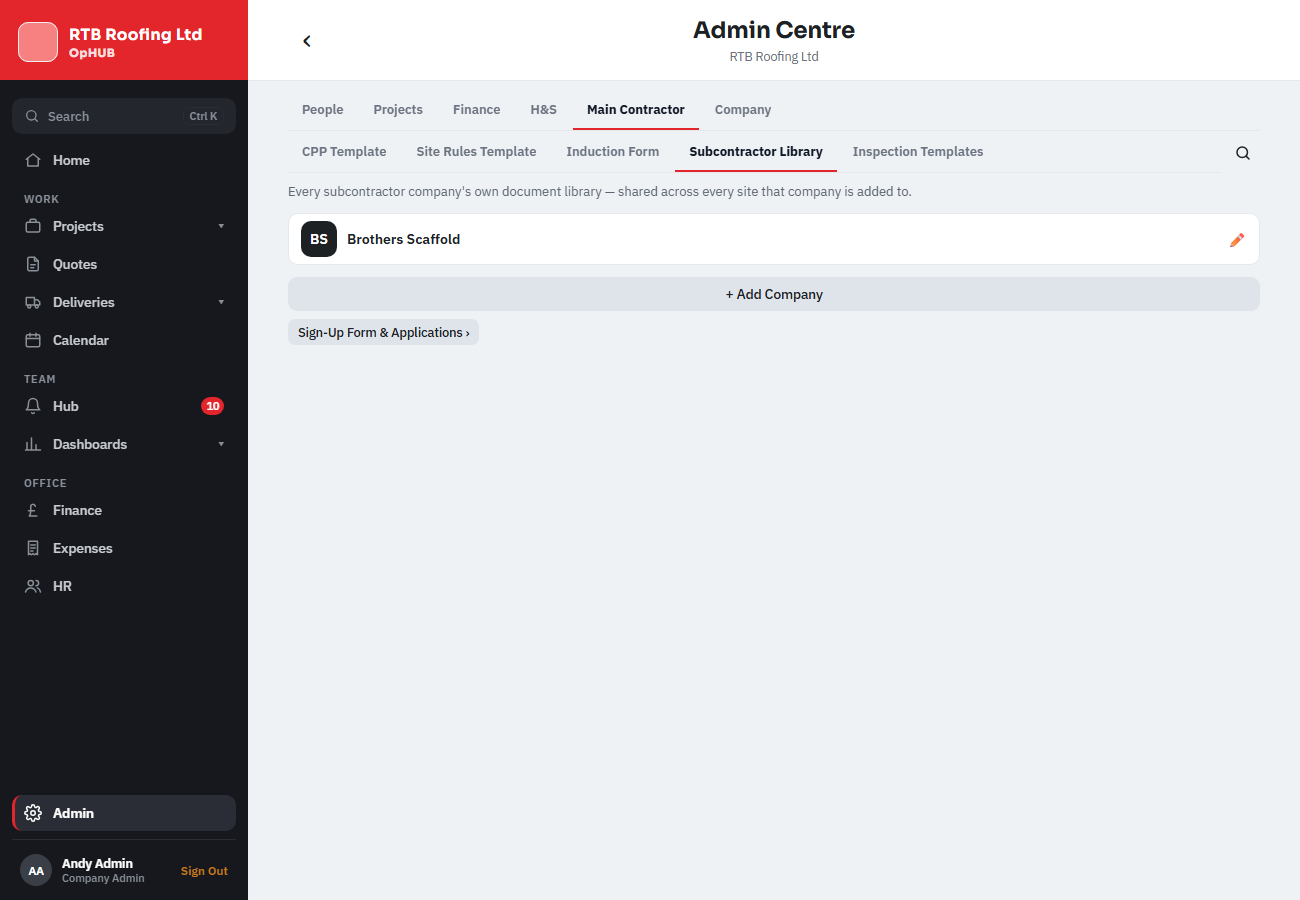 RTB Roofing Ltd
OpHUB
Search
Ctrl K
Home
WORK
Projects
Quotes
Deliveries
Calendar
TEAM
Hub
10
Dashboards
OFFICE
Finance
Expenses
HR
Admin
AA
Andy Admin
Company Admin
Sign Out
Admin Centre
RTB Roofing Ltd
People
Projects
Finance
H&S
Main Contractor
Company
CPP Template
Site Rules Template
Induction Form
Subcontractor Library
Inspection Templates
Every subcontractor company's own document library — shared across every site that company is added to.
BS
Brothers Scaffold
+ Add Company
Sign-Up Form & Applications ›